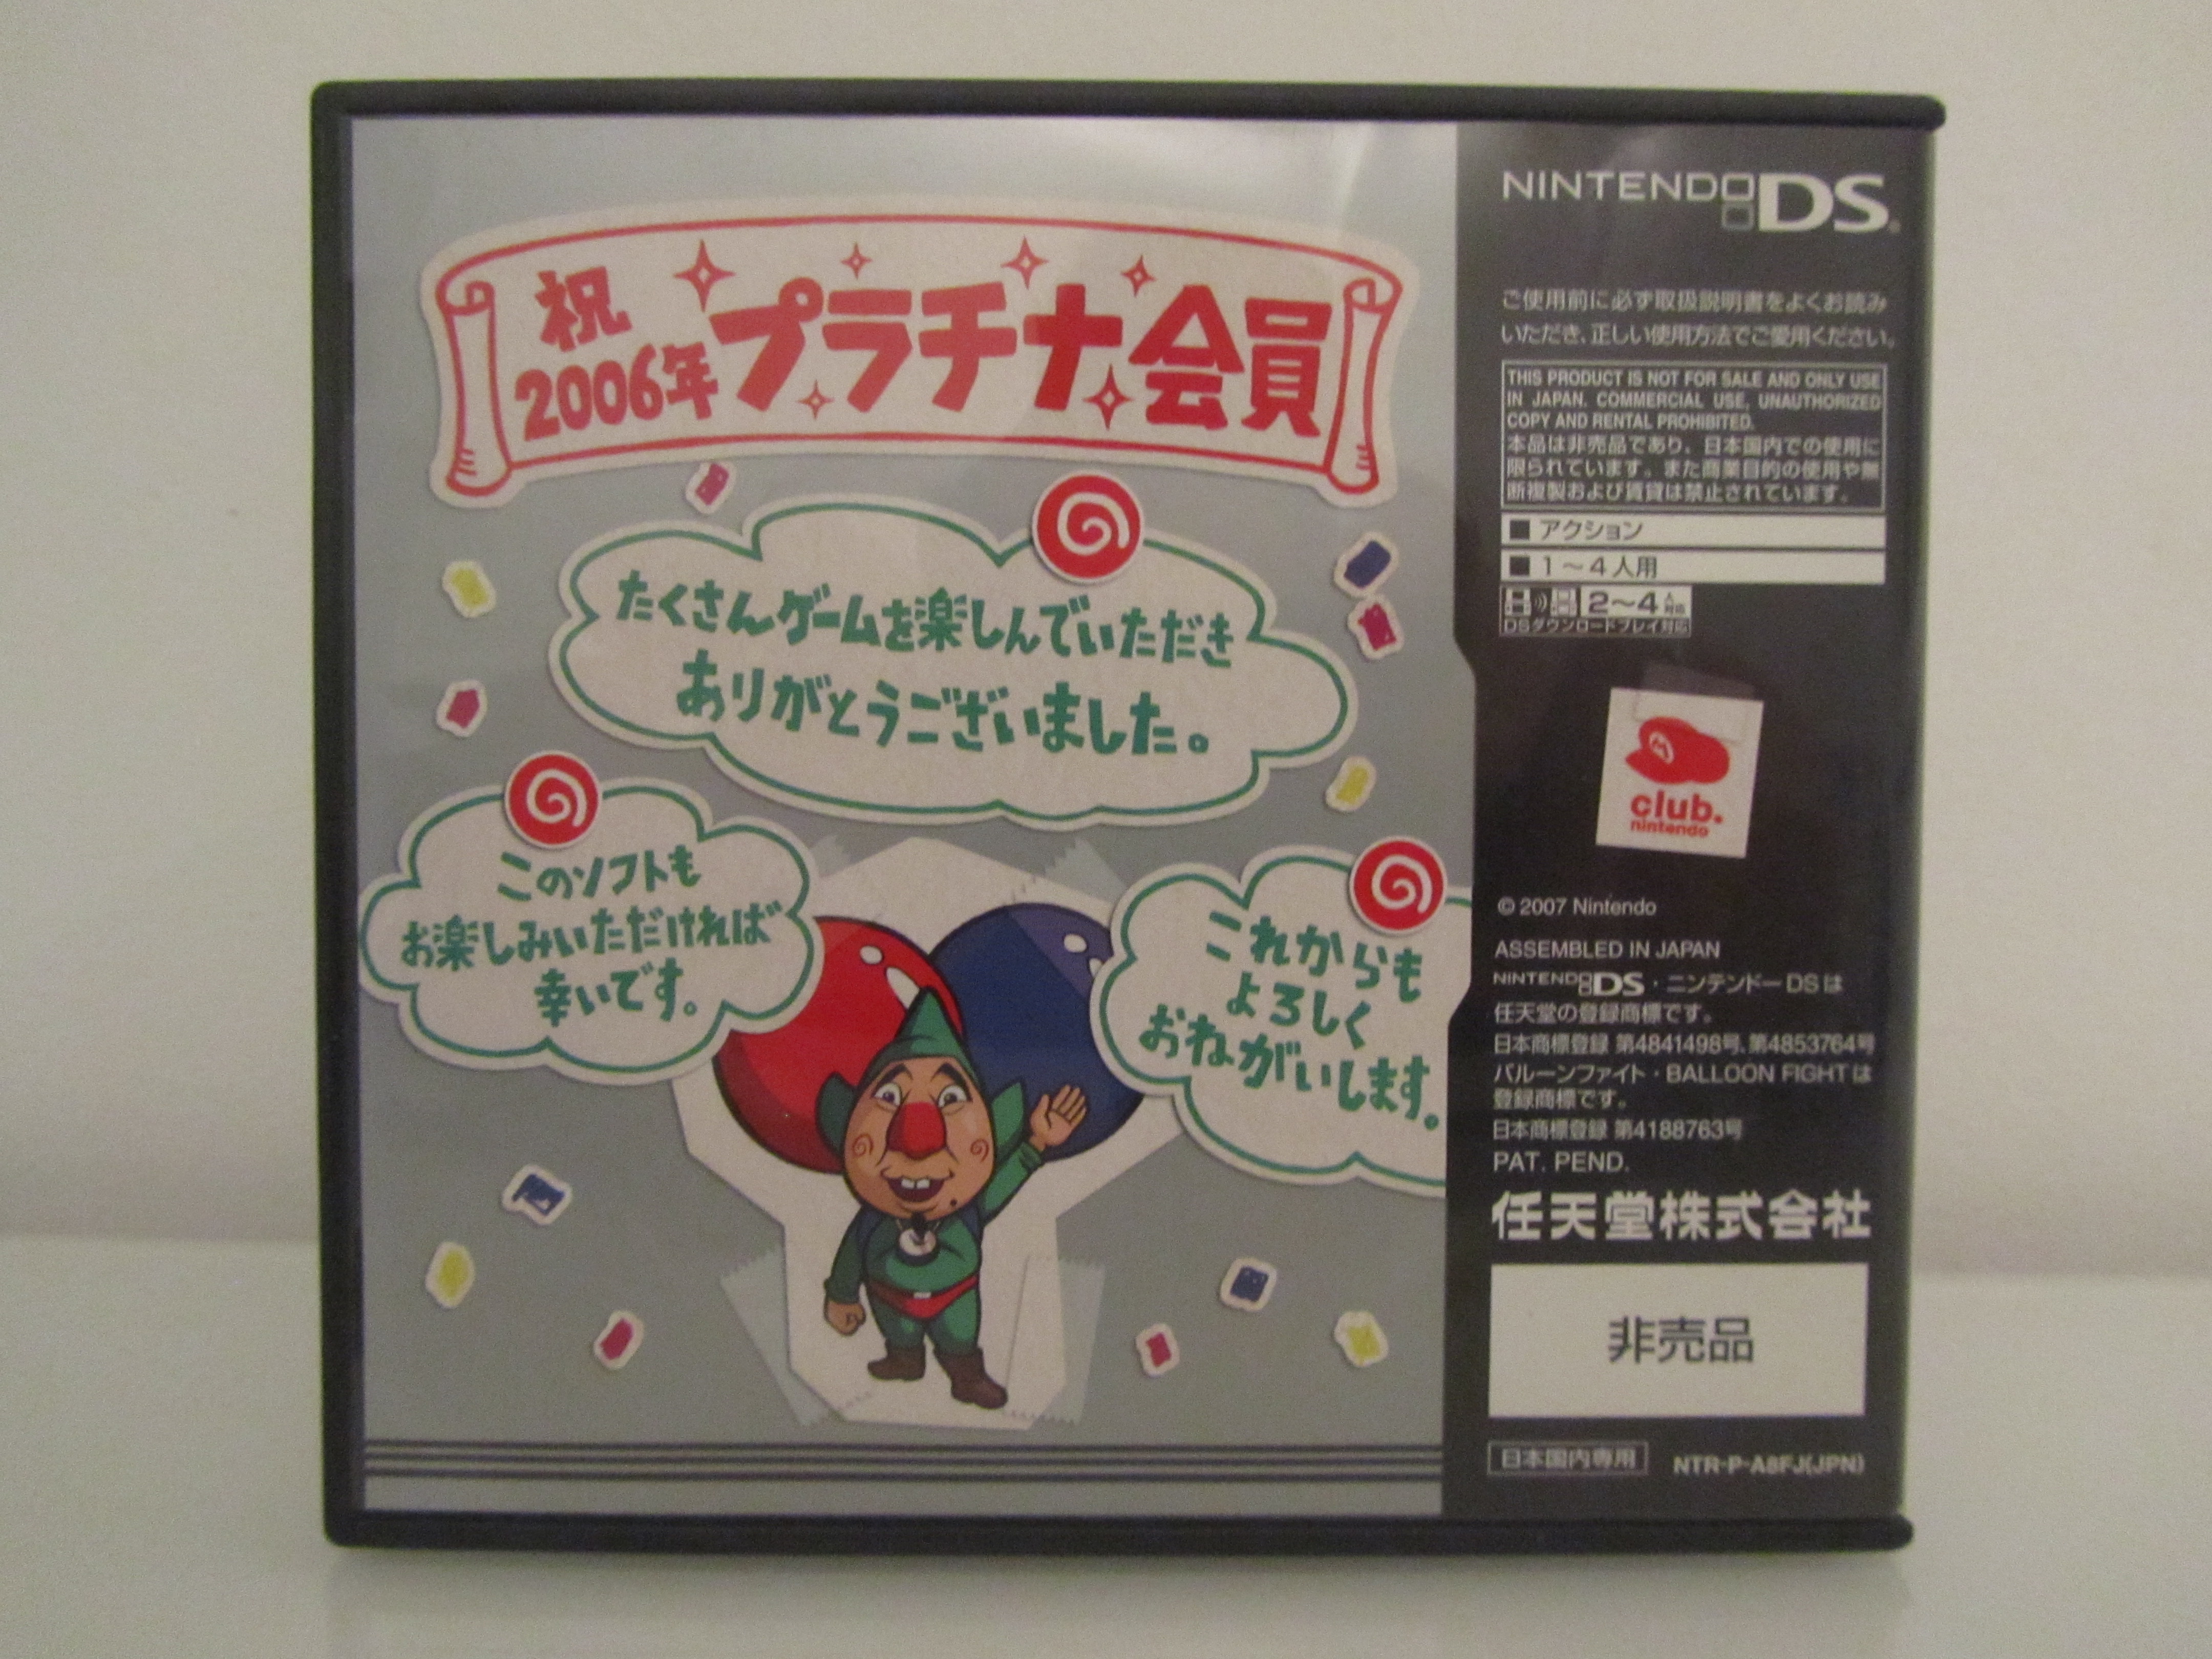 祝
2006年プラチナ会員
たくさんゲームを楽しんでいただき
ありがとうございました。
このソフトも
お楽しみいただければ
幸いです。
これからも
よろしく
おねがいします。
NINTENDO DS
ご使用前に必ず取扱説明書をよくお読み
いただき、正しい使用方法でご愛用ください。
THIS PRODUCT IS NOT FOR SALE AND ONLY USE
IN JAPAN. COMMERCIAL USE, UNAUTHORIZED
COPY AND RENTAL PROHIBITED.
本品は非売品であり、日本国内での使用に
限られています。また商業目的の使用や無
断複製および賃貸は禁止されています。
■ アクション
■ 1〜4人用
2〜4人対応
DSダウンロードプレイ対応
M
club.
nintendo
© 2007 Nintendo
ASSEMBLED IN JAPAN
NINTENDO DS・ニンテンドーDSは
任天堂の登録商標です。
日本商標登録 第4841498号、第4853764号
バルーンファイト・BALLOON FIGHTは
登録商標です。
日本商標登録 第4188763号
PAT. PEND.
任天堂株式会社
非売品
日本国内専用 NTR-P-A8FJ(JPN)